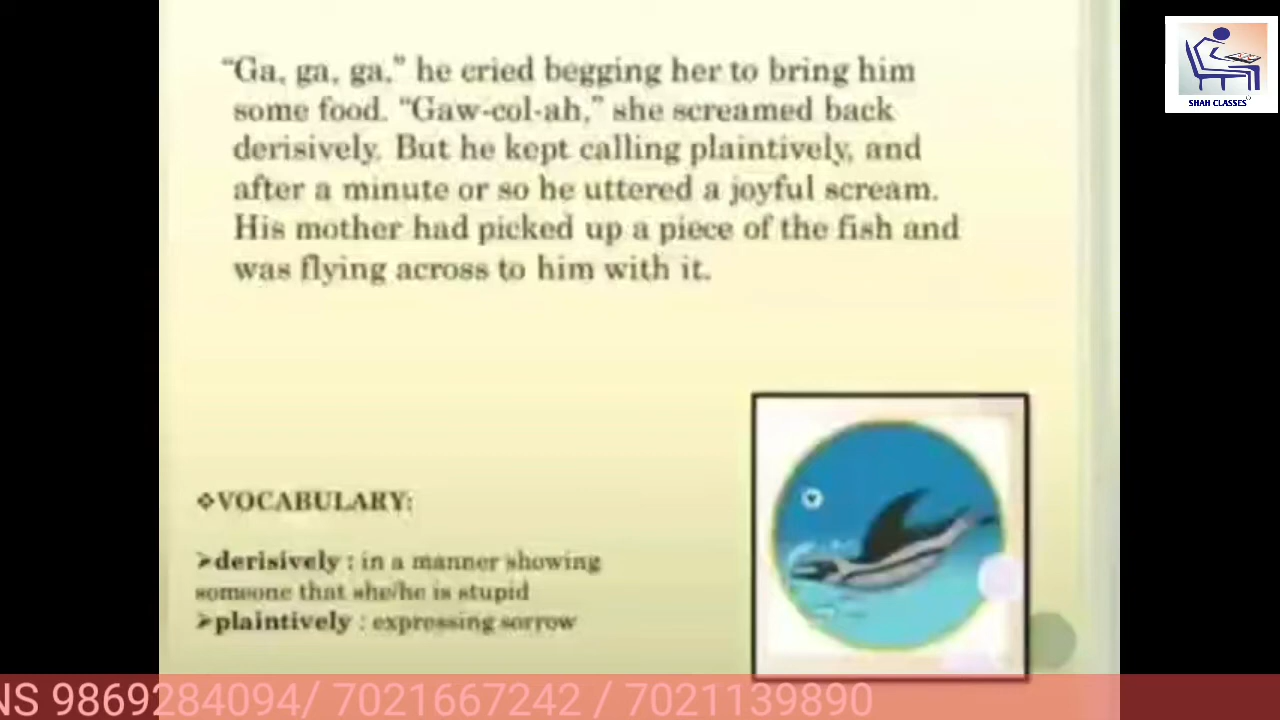 "Ga, ga, ga," he cried begging her to bring him
some food. "Gaw-col-ah," she screamed back
derisively. But he kept calling plaintively, and
after a minute or so he uttered a joyful scream.
His mother had picked up a piece of the fish and
was flying across to him with it.
SHAH CLASSES
❖VOCABULARY:
➢derisively : in a manner showing
someone that she/he is stupid
➢plaintively : expressing sorrow
NS 9869284094/ 7021667242 / 7021139890